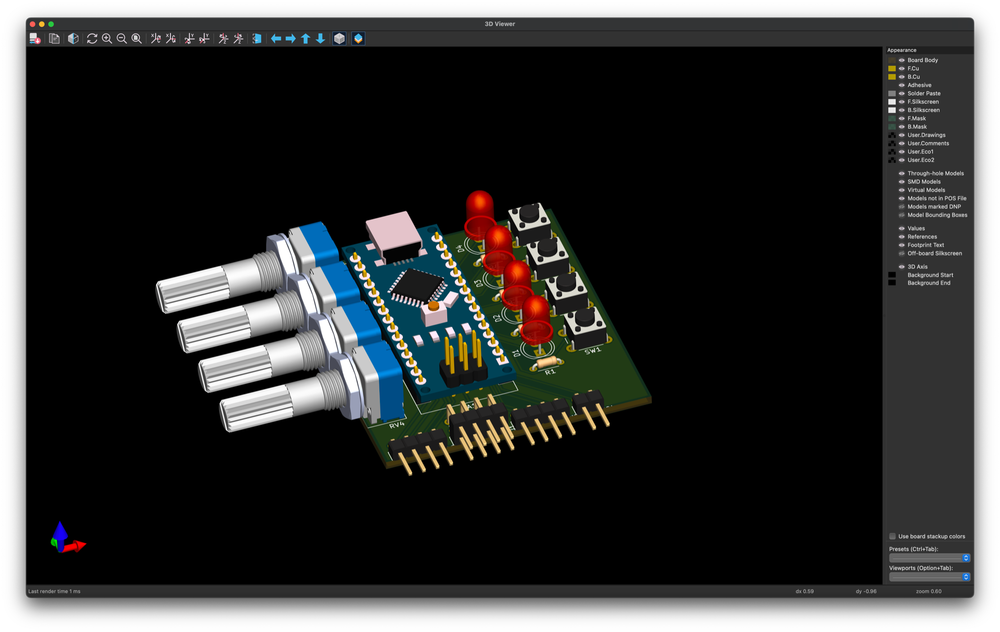 3D Viewer
Appearance
Board Body
F.Cu
B.Cu
Adhesive
Solder Paste
F.Silkscreen
B.Silkscreen
F.Mask
B.Mask
User.Drawings
User.Comments
User.Eco1
User.Eco2
Through-hole Models
SMD Models
Virtual Models
Models not in POS File
Models marked DNP
Model Bounding Boxes
Values
References
Footprint Text
Off-board Silkscreen
3D Axis
Background Start
Background End
D4
D3
D2
D1
SW1
R1
RV4
Use board stackup colors
Presets (Ctrl+Tab):
Viewports (Option+Tab):
Last render time 1 ms
dx 0.59
dy -0.96
zoom 0.60